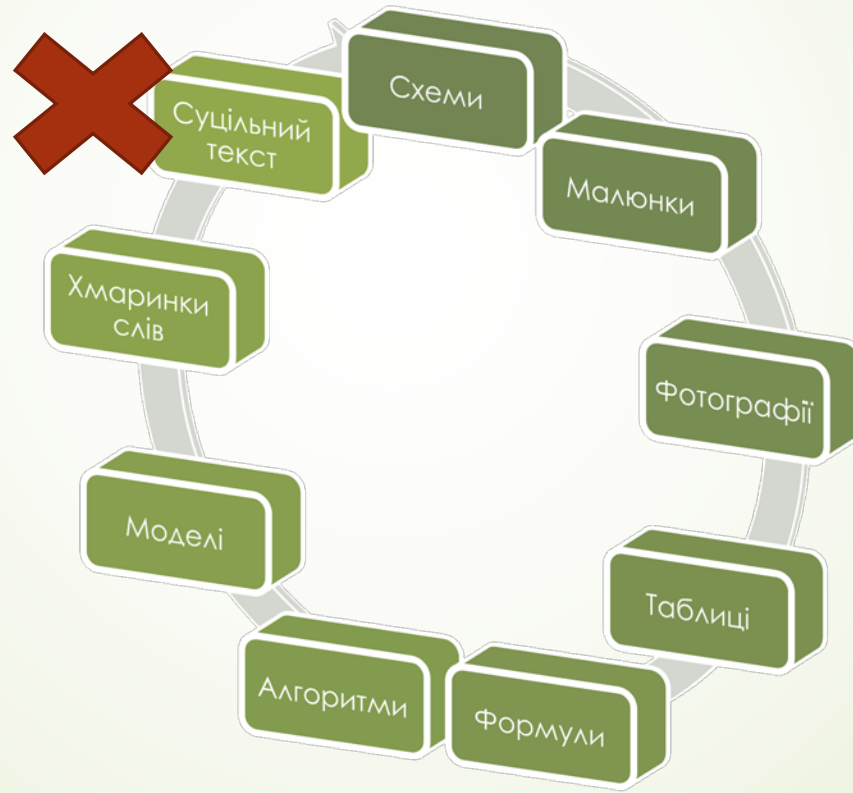 Схеми
Малюнки
Фотографії
Таблиці
Формули
Алгоритми
Моделі
Хмаринки
слів
Суцільний
текст